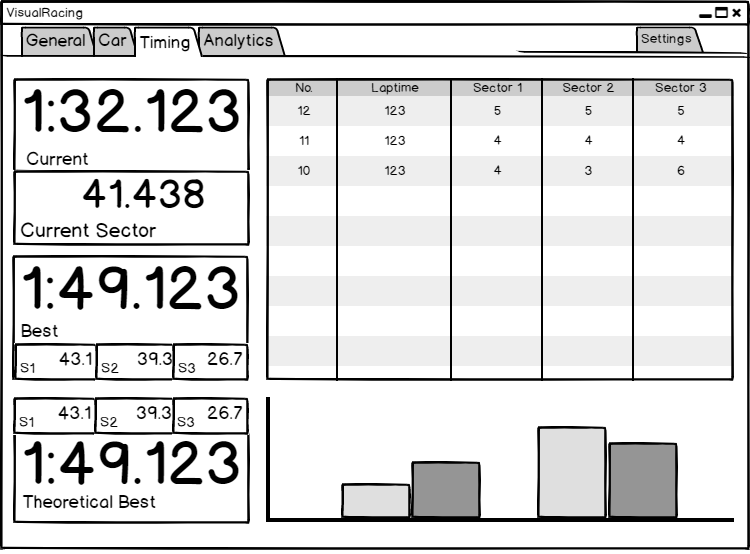 VisualRacing
General Car Timing Analytics Settings
1:32.123
Current
41.438
Current Sector
1:49.123
Best
S1 43.1 S2 39.3 S3 26.7
S1 43.1 S2 39.3 S3 26.7
1:49.123
Theoretical Best
No. Laptime Sector 1 Sector 2 Sector 3
12 123 5 5 5
11 123 4 4 4
10 123 4 3 6